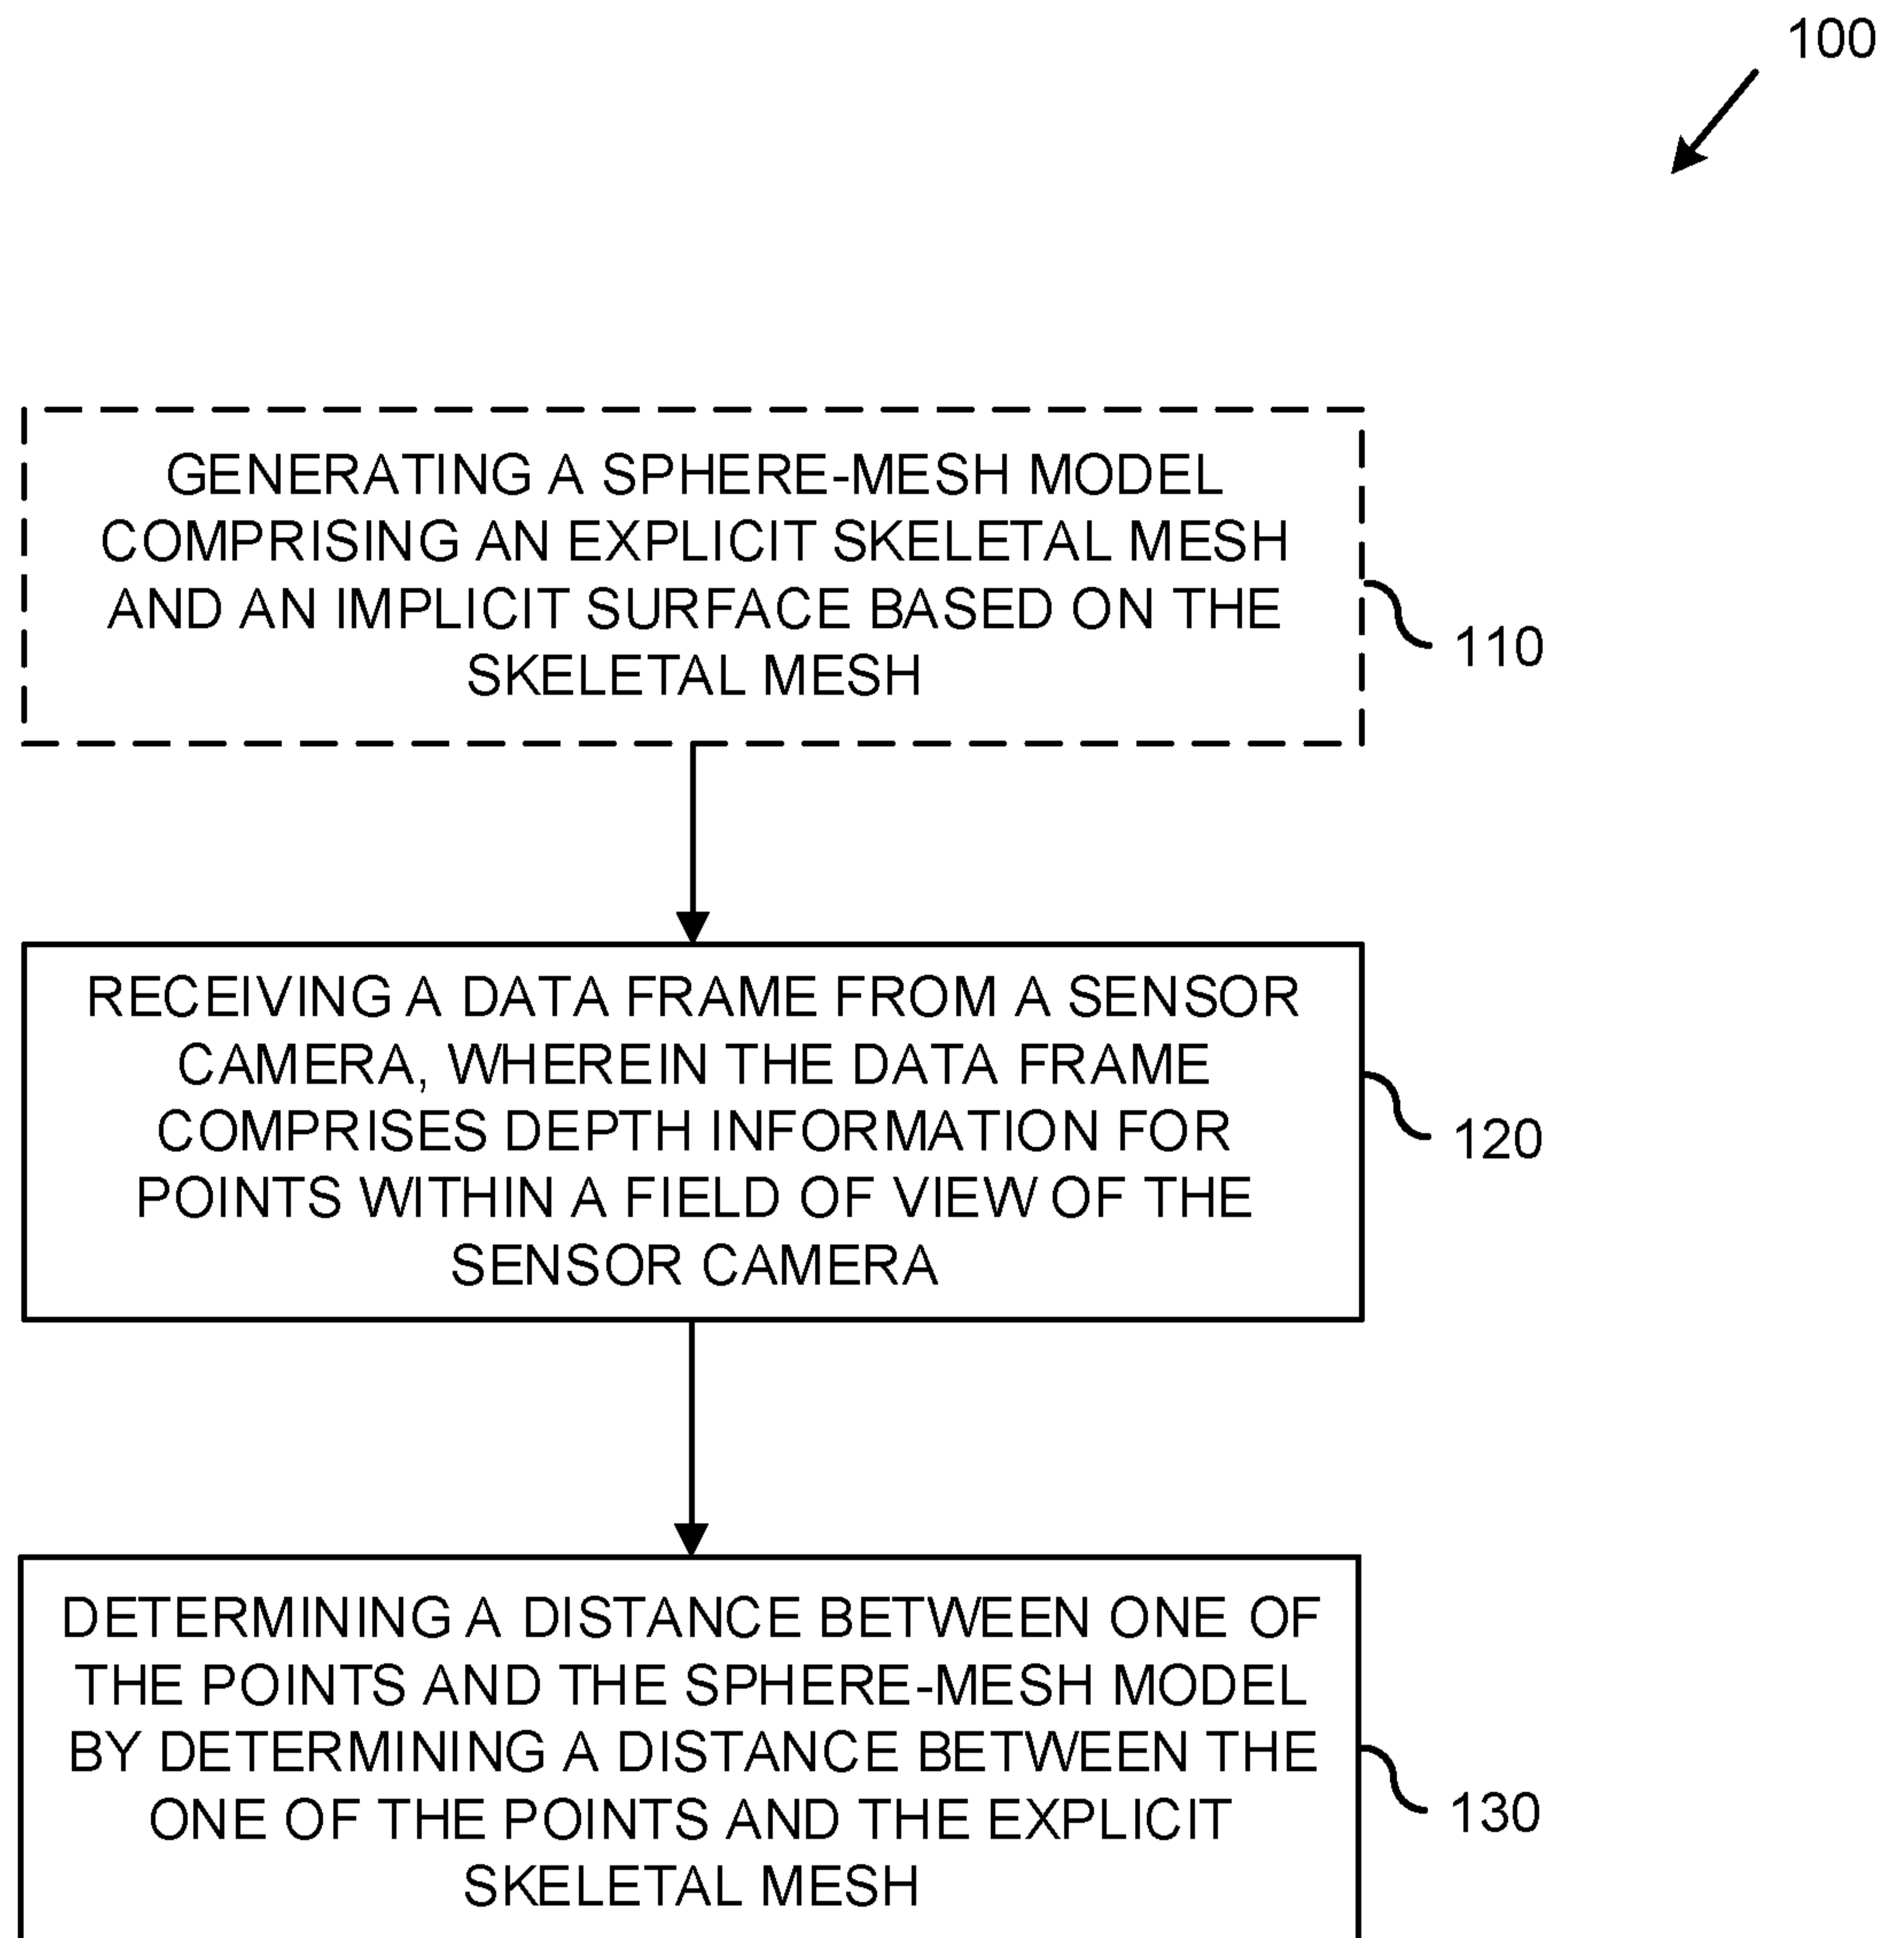 100
GENERATING A SPHERE-MESH MODEL
COMPRISING AN EXPLICIT SKELETAL MESH
AND AN IMPLICIT SURFACE BASED ON THE
SKELETAL MESH
110
RECEIVING A DATA FRAME FROM A SENSOR
CAMERA, WHEREIN THE DATA FRAME
COMPRISES DEPTH INFORMATION FOR
POINTS WITHIN A FIELD OF VIEW OF THE
SENSOR CAMERA
120
DETERMINING A DISTANCE BETWEEN ONE OF
THE POINTS AND THE SPHERE-MESH MODEL
BY DETERMINING A DISTANCE BETWEEN THE
ONE OF THE POINTS AND THE EXPLICIT
SKELETAL MESH
130